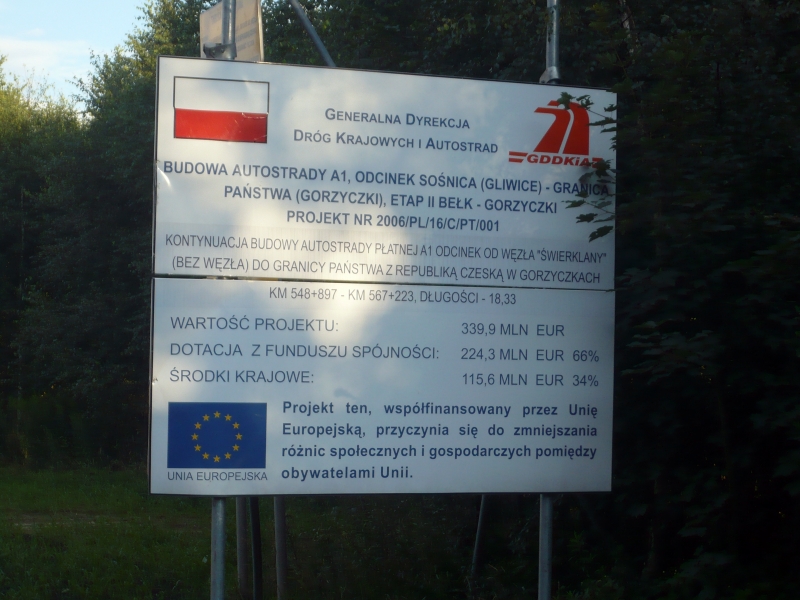 GENERALNA DYREKCJA
DRÓG KRAJOWYCH I AUTOSTRAD
GDDKiA
BUDOWA AUTOSTRADY A1, ODCINEK SOŚNICA (GLIWICE) - GRANICA
PAŃSTWA (GORZYCZKI), ETAP II BEŁK - GORZYCZKI
PROJEKT NR 2006/PL/16/C/PT/001
KONTYNUACJA BUDOWY AUTOSTRADY PŁATNEJ A1 ODCINEK OD WĘZŁA "ŚWIERKLANY"
(BEZ WĘZŁA) DO GRANICY PAŃSTWA Z REPUBLIKĄ CZESKĄ W GORZYCZKACH
KM 548+897 - KM 567+223, DŁUGOŚCI - 18,33
WARTOŚĆ PROJEKTU: 339,9 MLN EUR
DOTACJA Z FUNDUSZU SPÓJNOŚCI: 224,3 MLN EUR 66%
ŚRODKI KRAJOWE: 115,6 MLN EUR 34%
Projekt ten, współfinansowany przez Unię
Europejską, przyczynia się do zmniejszania
różnic społecznych i gospodarczych pomiędzy
obywatelami Unii.
UNIA EUROPEJSKA